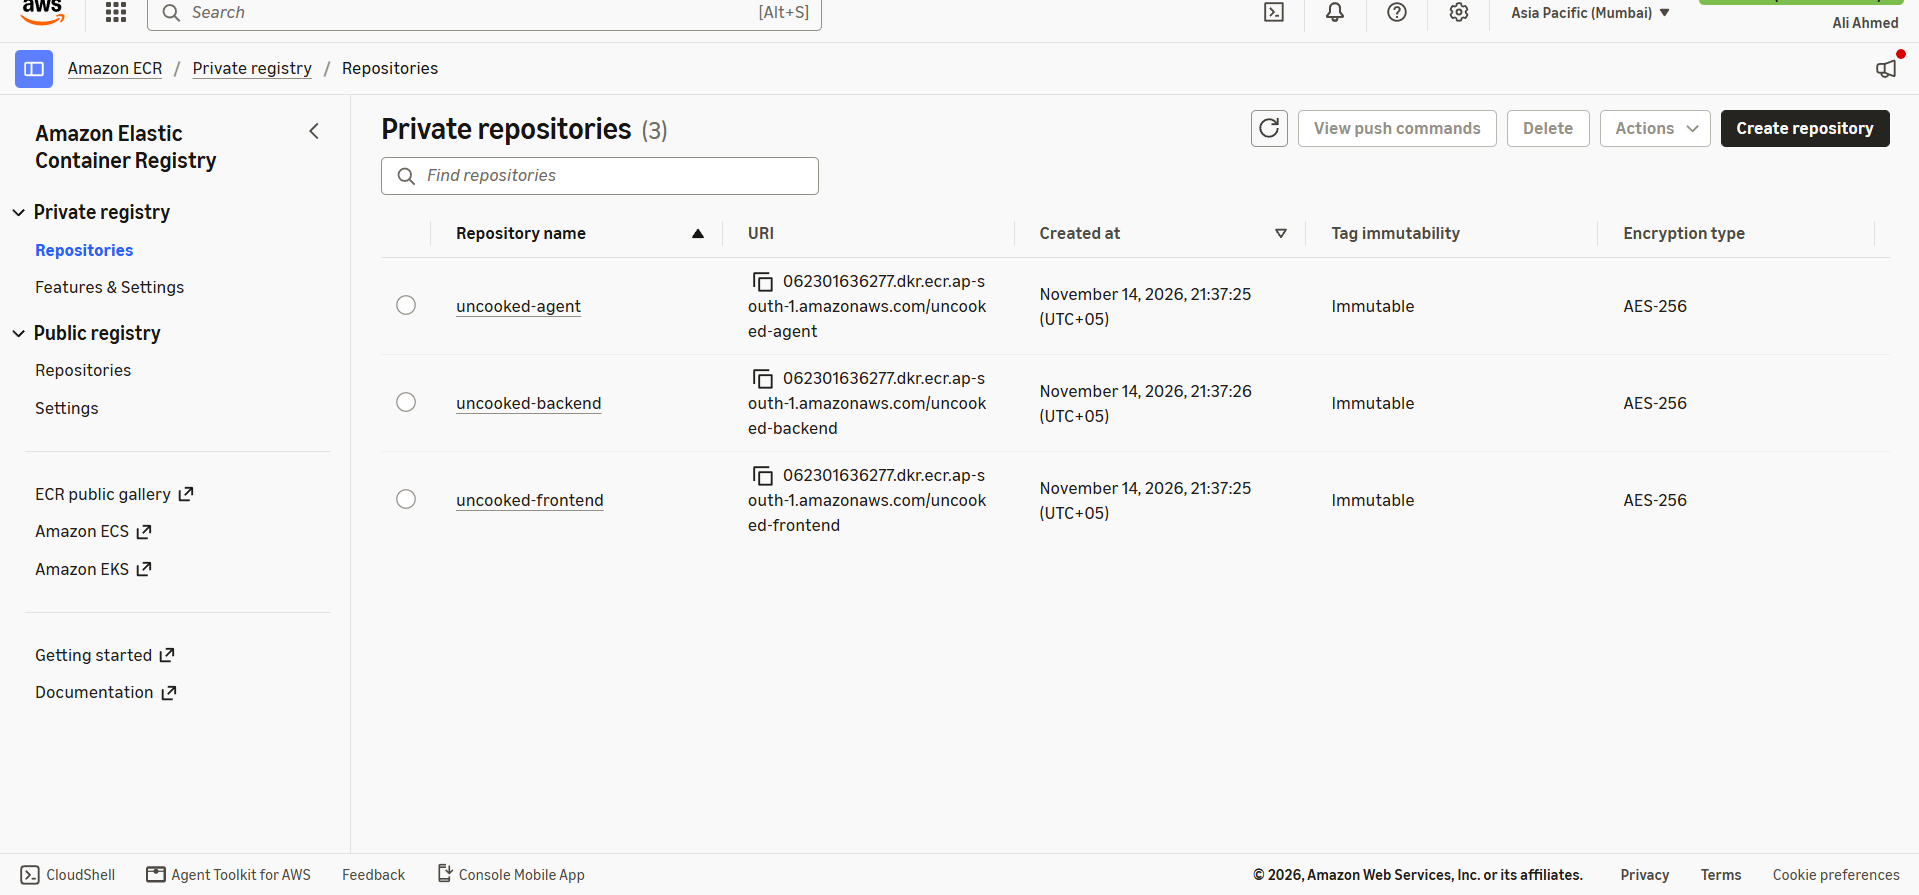 aws
Search [Alt+S]
Asia Pacific (Mumbai)
Ali Ahmed
Amazon ECR / Private registry / Repositories
Amazon Elastic
Container Registry
Private registry
Repositories
Features & Settings
Public registry
Repositories
Settings
ECR public gallery
Amazon ECS
Amazon EKS
Getting started
Documentation
Private repositories (3)
View push commands
Delete
Actions
Create repository
Find repositories
Repository name URI Created at Tag immutability Encryption type
uncooked-agent
062301636277.dkr.ecr.ap-s
outh-1.amazonaws.com/uncook
ed-agent
November 14, 2026, 21:37:25
(UTC+05)
Immutable
AES-256
uncooked-backend
062301636277.dkr.ecr.ap-s
outh-1.amazonaws.com/uncook
ed-backend
November 14, 2026, 21:37:26
(UTC+05)
Immutable
AES-256
uncooked-frontend
062301636277.dkr.ecr.ap-s
outh-1.amazonaws.com/uncook
ed-frontend
November 14, 2026, 21:37:25
(UTC+05)
Immutable
AES-256
CloudShell Agent Toolkit for AWS Feedback Console Mobile App © 2026, Amazon Web Services, Inc. or its affiliates. Privacy Terms Cookie preferences